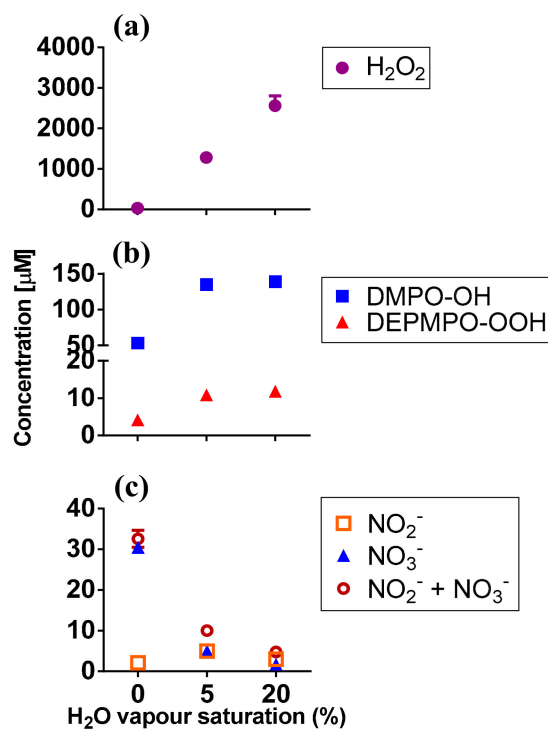 (a)
4000
3000
2000
1000
0
H₂O₂
Concentration [µM]
(b)
150
100
50
20
10
0
DMPO-OH
DEPMPO-OOH
(c)
40
30
20
10
0
NO₂⁻
NO₃⁻
NO₂⁻ + NO₃⁻
0 5 20
H₂O vapour saturation (%)